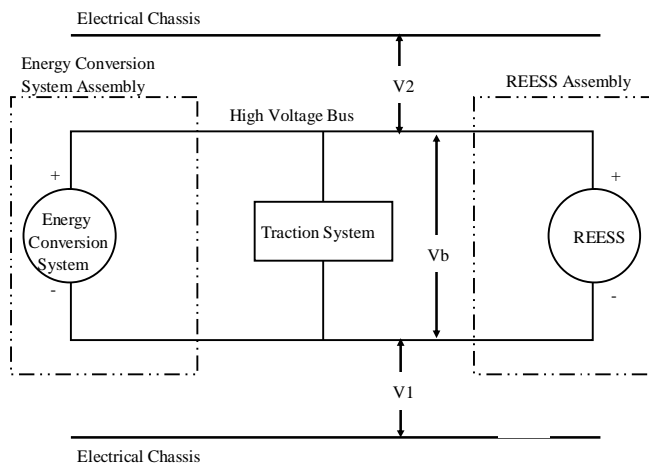 Electrical Chassis
Energy Conversion
System Assembly
V2
REESS Assembly
High Voltage Bus
+
+
Energy
Conversion
System
Traction System
Vb
REESS
-
-
V1
Electrical Chassis